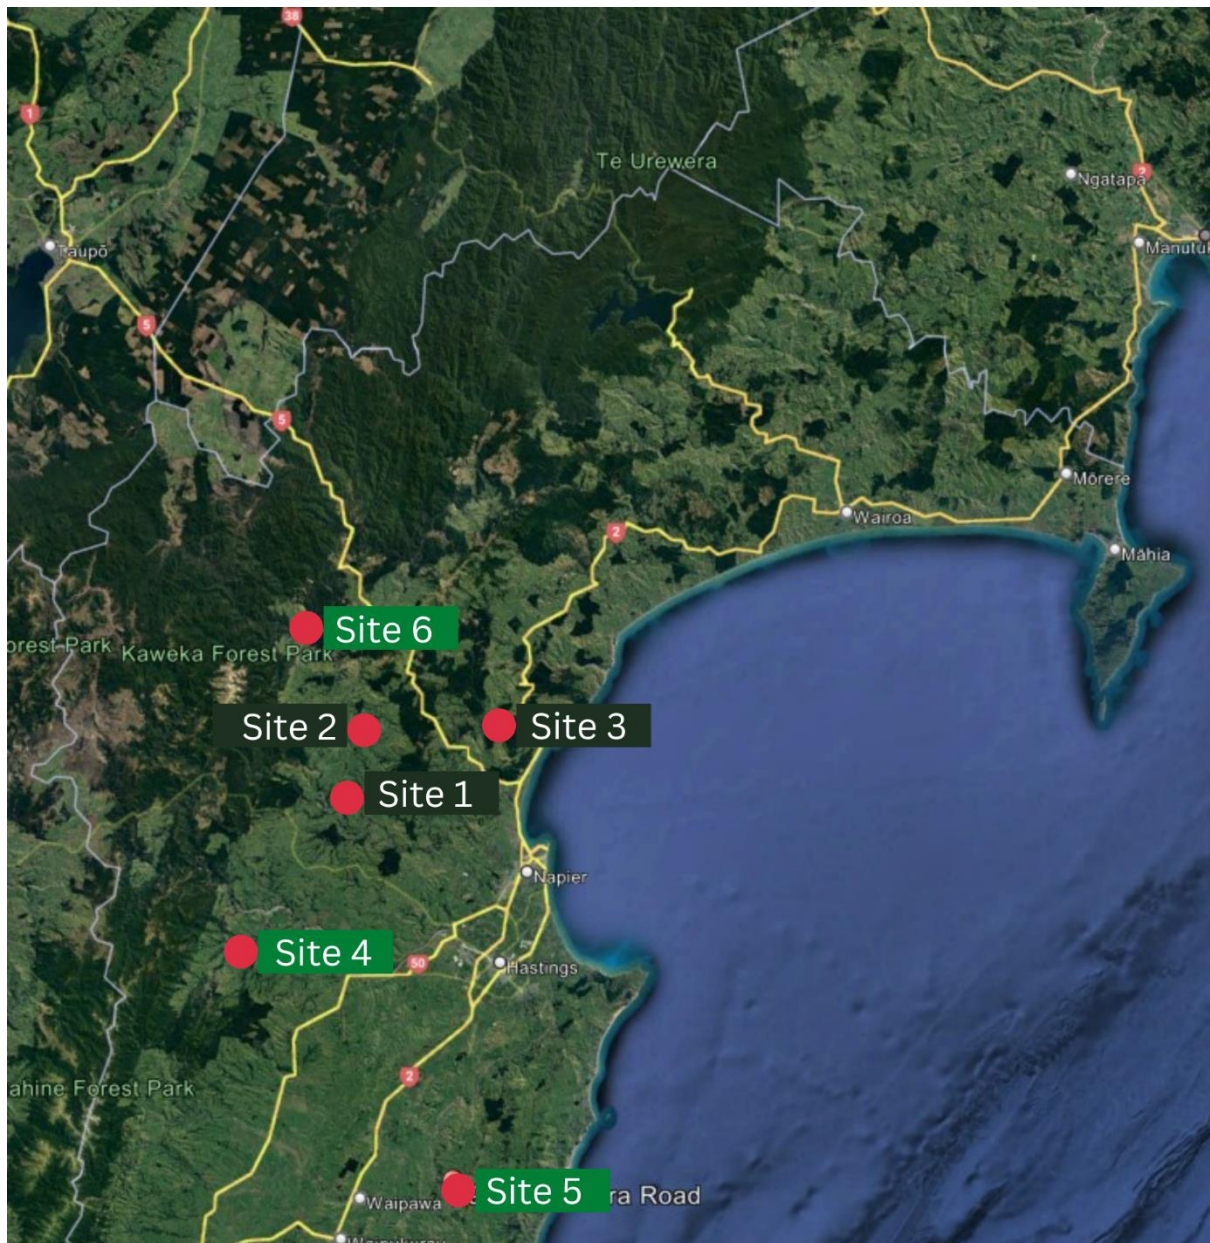 38
1
Te Urewera
Ngatapa
2
Taupō
Manutuk
5
5
Mōrere
Wairoa
2
Māhia
Site 6
orest Park
Kaweka Forest Park
Site 2
Site 3
Site 1
Napier
Site 4
50
Hastings
2
ahine Forest Park
Site 5
ra Road
Waipawa